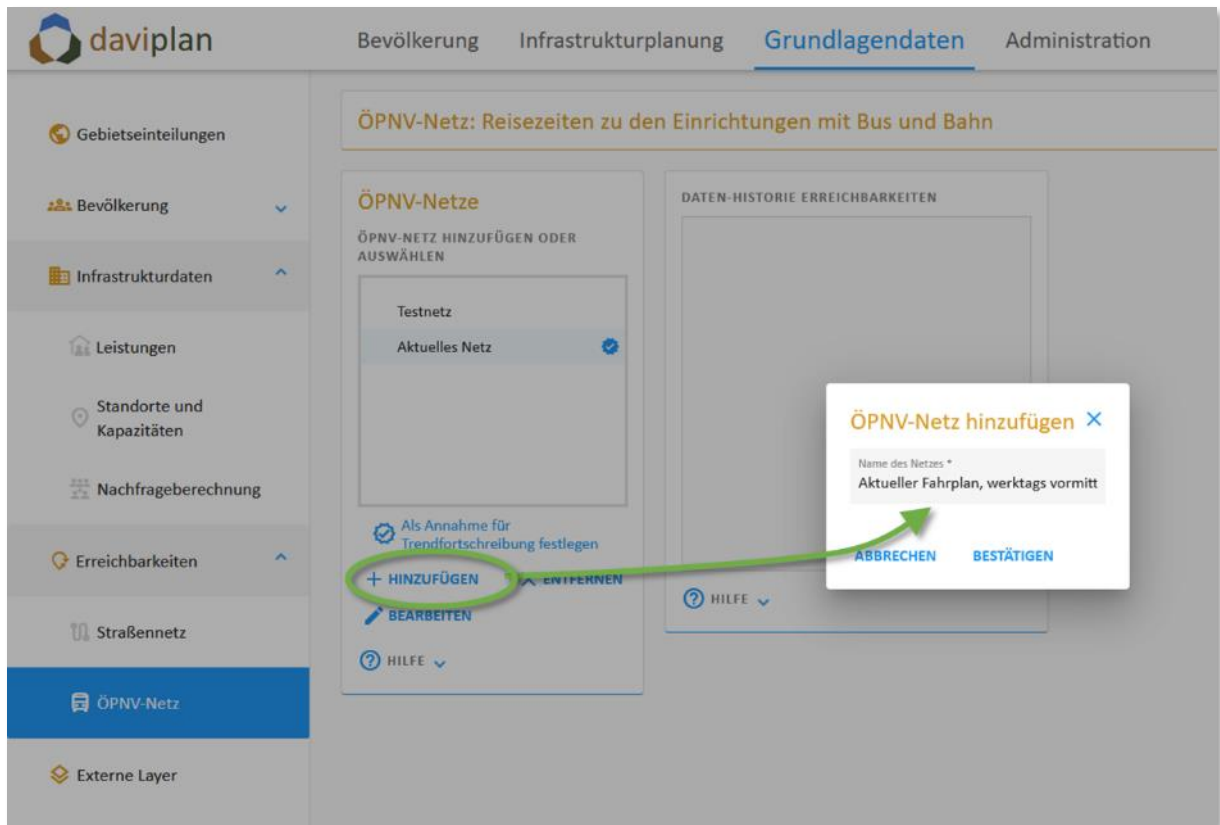 daviplan
Bevölkerung Infrastrukturplanung Grundlagendaten Administration
Gebietseinteilungen
Bevölkerung
Infrastrukturdaten
Leistungen
Standorte und
Kapazitäten
Nachfrageberechnung
Erreichbarkeiten
Straßennetz
ÖPNV-Netz
Externe Layer
ÖPNV-Netz: Reisezeiten zu den Einrichtungen mit Bus und Bahn
ÖPNV-Netze
ÖPNV-NETZ HINZUFÜGEN ODER
AUSWÄHLEN
Testnetz
Aktuelles Netz
Als Annahme für
Trendfortschreibung festlegen
HINZUFÜGEN ENTFERNEN
BEARBEITEN
HILFE
DATEN-HISTORIE ERREICHBARKEITEN
HILFE
ÖPNV-Netz hinzufügen
Name des Netzes *
Aktueller Fahrplan, werktags vormitt
ABBRECHEN BESTÄTIGEN